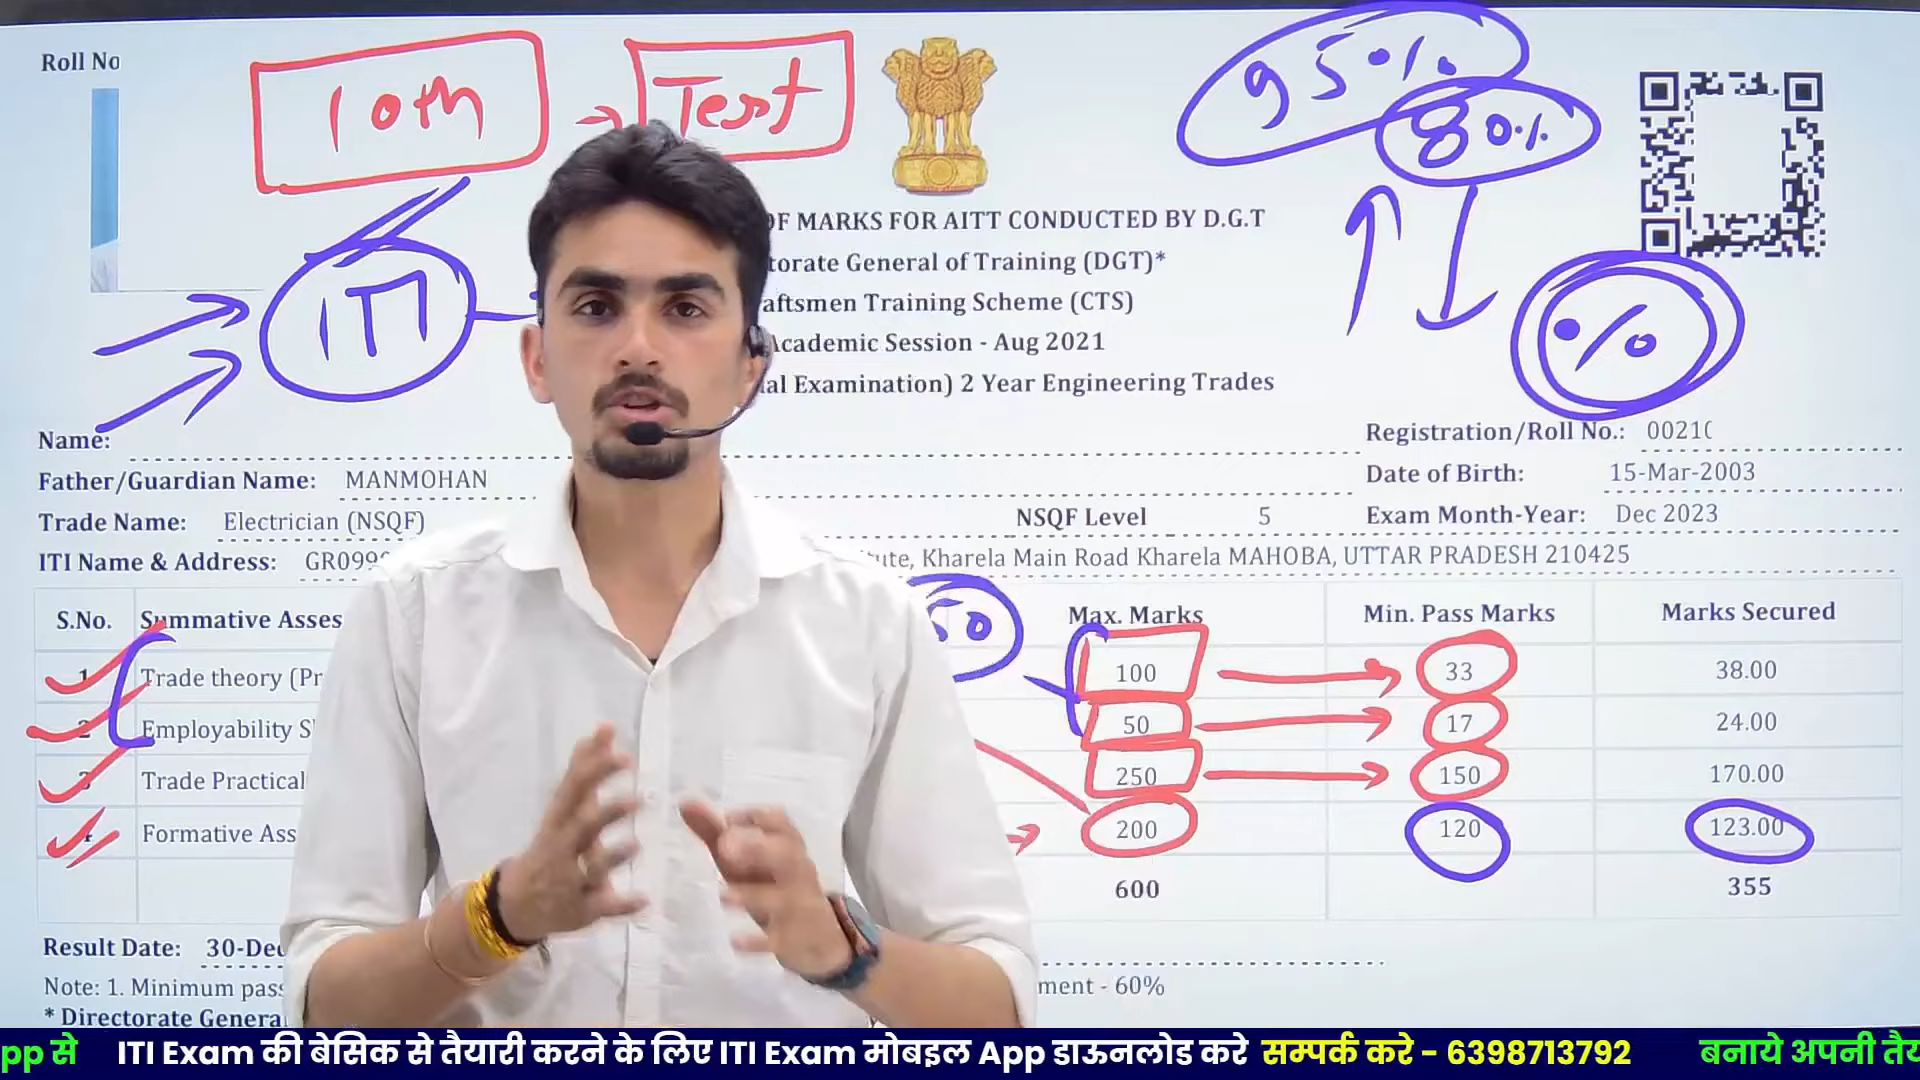 Roll No
10th
Test
95%
80%
OF MARKS FOR AITT CONDUCTED BY D.G.T
torate General of Training (DGT)*
aftsmen Training Scheme (CTS)
Academic Session - Aug 2021
al Examination) 2 Year Engineering Trades
ITI
%
Name:
Registration/Roll No.: 00210
Father/Guardian Name: MANMOHAN
Date of Birth: 15-Mar-2003
Trade Name: Electrician (NSQF)
NSQF Level 5
Exam Month-Year: Dec 2023
ITI Name & Address: GR099 ute, Kharela Main Road Kharela MAHOBA, UTTAR PRADESH 210425
50
S.No. Summative Asses Max. Marks Min. Pass Marks Marks Secured
1 Trade theory (Pr 100 33 38.00
2 Employability S 50 17 24.00
3 Trade Practical 250 150 170.00
4 Formative Ass 200 120 123.00
600 355
Result Date: 30-Dec
Note: 1. Minimum pass ment - 60%
* Directorate Genera
pp से ITI Exam की बेसिक से तैयारी करने के लिए ITI Exam मोबइल App डाऊनलोड करे सम्पर्क करे - 6398713792 बनाये अपनी तैय